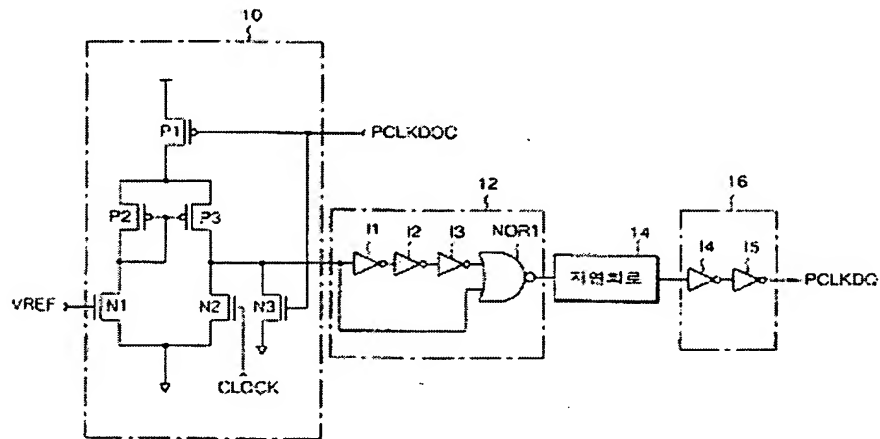 10
P1
PCLKDOC
P2
P3
12
16
I1
I2
I3
NOR1
14
I4
I5
지연회로
PCLKDQ
VREF
N1
N2
N3
CLOCK